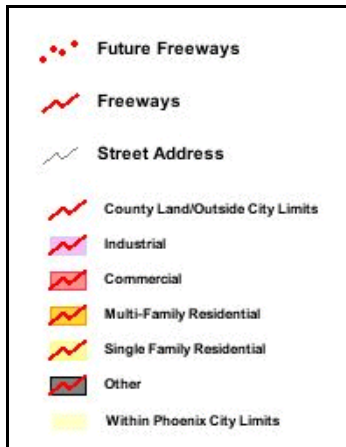 Future Freeways
Freeways
Street Address
County Land/Outside City Limits
Industrial
Commercial
Multi-Family Residential
Single Family Residential
Other
Within Phoenix City Limits